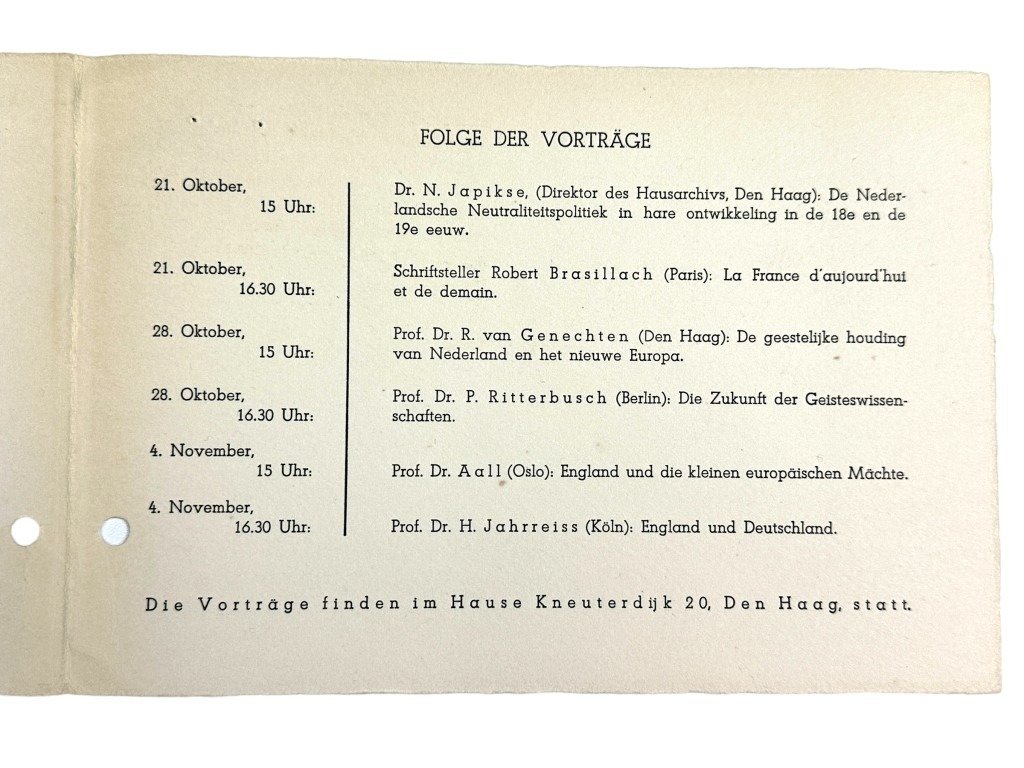 FOLGE DER VORTRÄGE
21. Oktober,
15 Uhr:
Dr. N. Japikse, (Direktor des Hausarchivs, Den Haag): De Neder-
landsche Neutraliteitspolitiek in hare ontwikkeling in de 18e en de
19e eeuw.
21. Oktober,
16.30 Uhr:
Schriftsteller Robert Brasillach (Paris): La France d'aujourd'hui
et de demain.
28. Oktober,
15 Uhr:
Prof. Dr. R. van Genechten (Den Haag): De geestelijke houding
van Nederland en het nieuwe Europa.
28. Oktober,
16.30 Uhr:
Prof. Dr. P. Ritterbusch (Berlin): Die Zukunft der Geisteswissen-
schaften.
4. November,
15 Uhr:
Prof. Dr. Aall (Oslo): England und die kleinen europäischen Mächte.
4. November,
16.30 Uhr:
Prof. Dr. H. Jahrreiss (Köln): England und Deutschland.
Die Vorträge finden im Hause Kneuterdijk 20, Den Haag, statt.